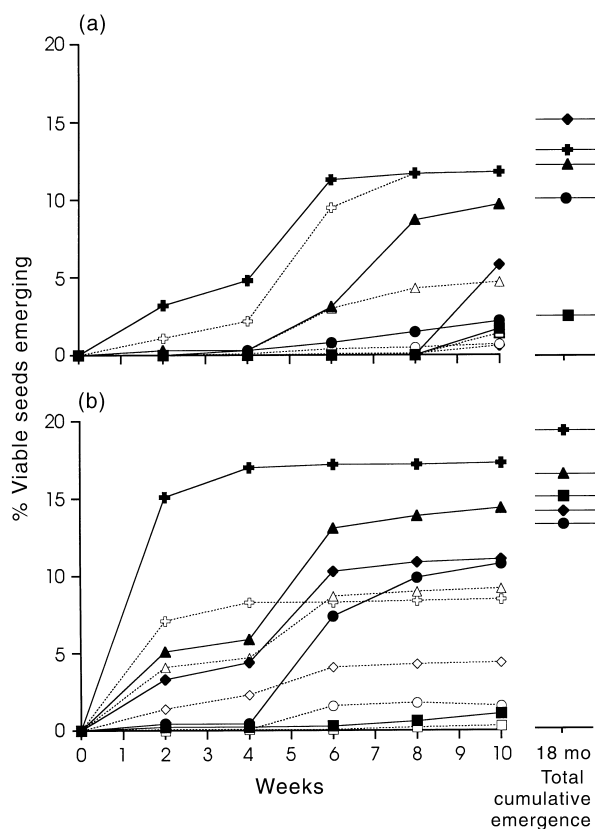 (a)
20
15
10
5
0
(b)
20
15
10
5
0
% Viable seeds emerging
0 1 2 3 4 5 6 7 8 9 10
Weeks
18 mo
Total
cumulative
emergence